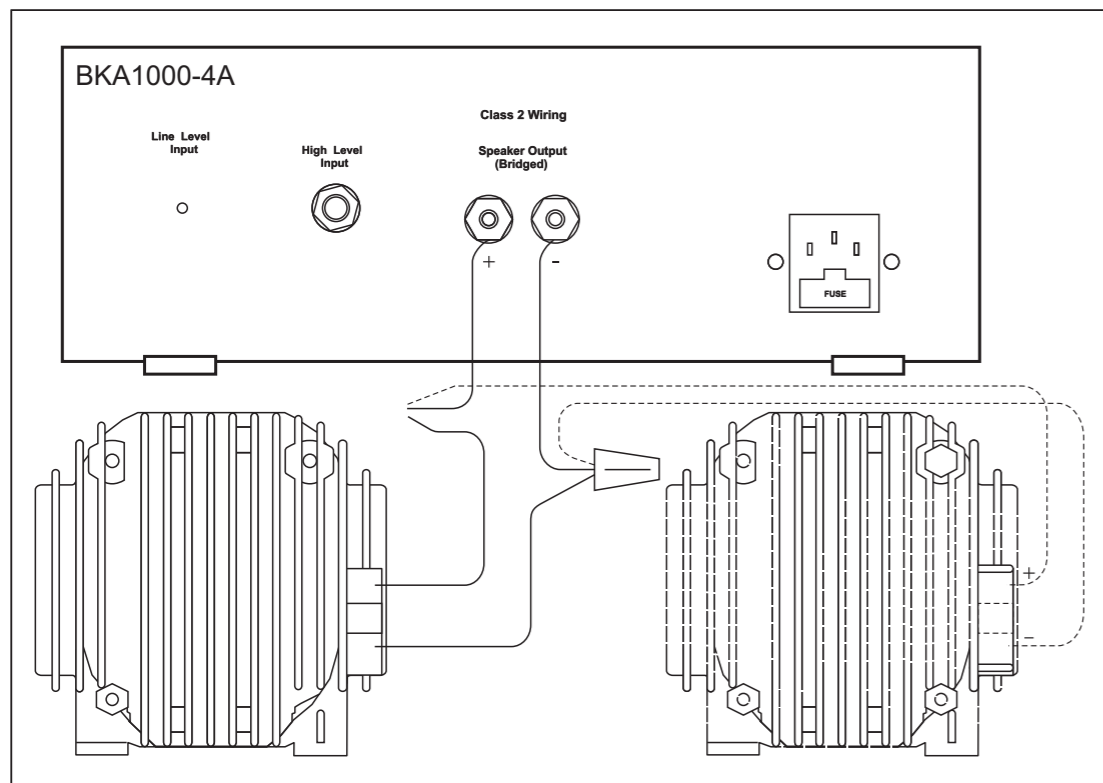 BKA1000-4A
Class 2 Wiring
Line Level
Input
High Level
Input
Speaker Output
(Bridged)
+
-
FUSE
+
-